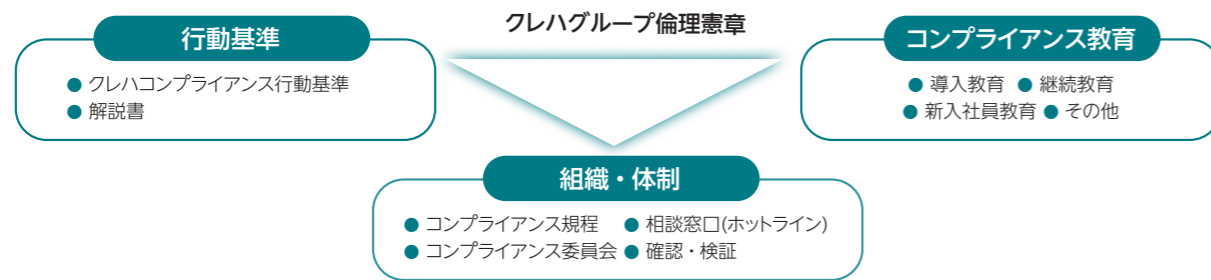 クレハグループ倫理憲章
行動基準
● クレハコンプライアンス行動基準
● 解説書
コンプライアンス教育
● 導入教育 ● 継続教育
● 新入社員教育 ● その他
組織・体制
● コンプライアンス規程 ● 相談窓口(ホットライン)
● コンプライアンス委員会 ● 確認・検証